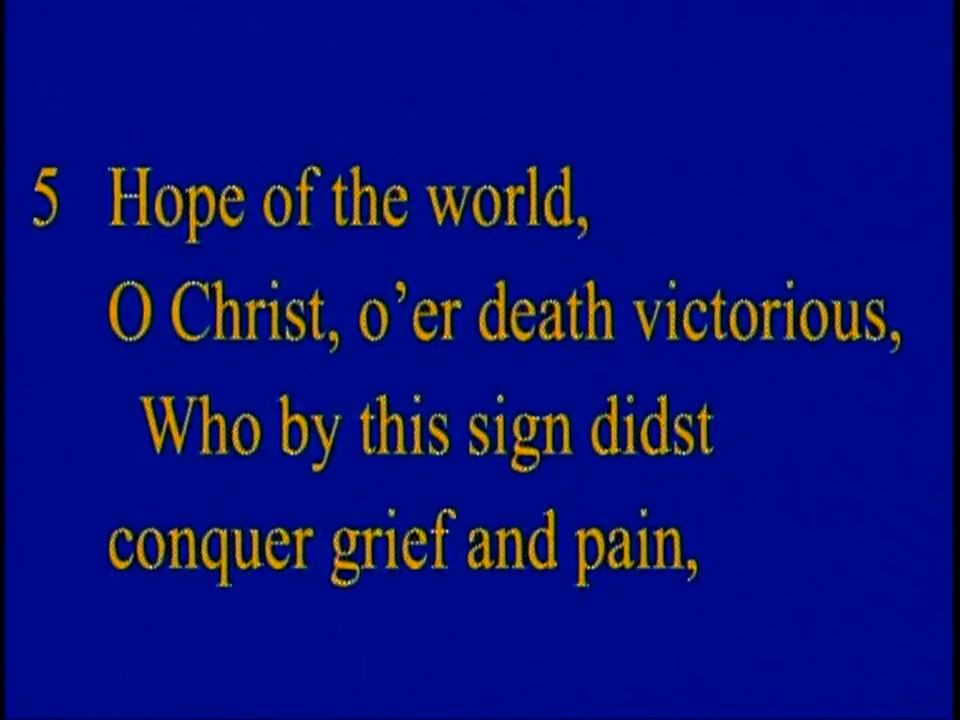 5 Hope of the world,
O Christ, o’er death victorious,
Who by this sign didst
conquer grief and pain,